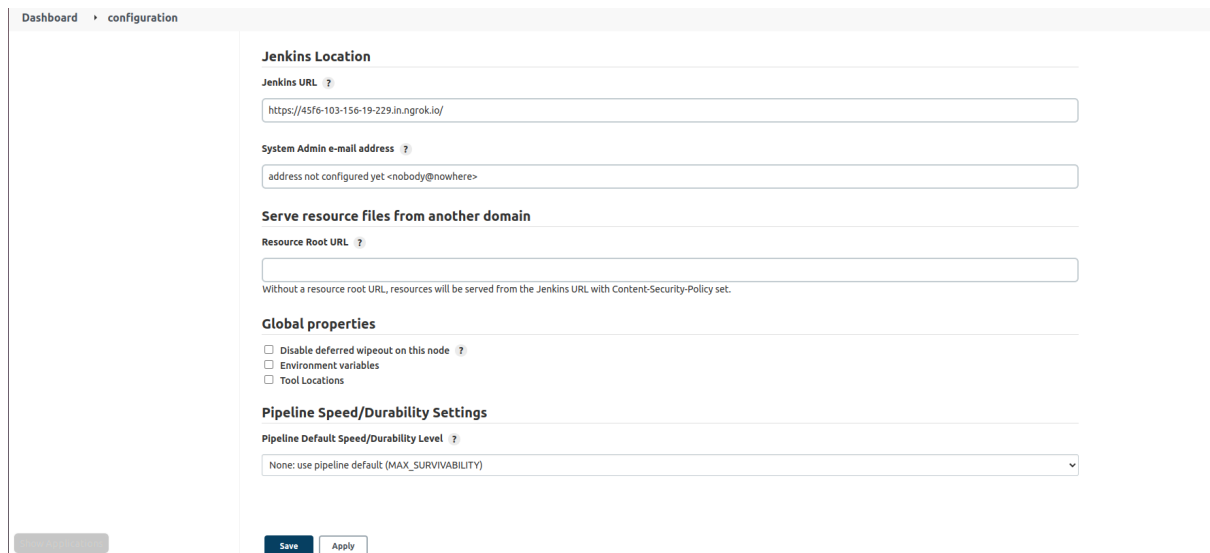 Dashboard configuration
Jenkins Location
Jenkins URL ?
https://45f6-103-156-19-229.in.ngrok.io/
System Admin e-mail address ?
address not configured yet <nobody@nowhere>
Serve resource files from another domain
Resource Root URL ?
Without a resource root URL, resources will be served from the Jenkins URL with Content-Security-Policy set.
Global properties
Disable deferred wipeout on this node ?
Environment variables
Tool Locations
Pipeline Speed/Durability Settings
Pipeline Default Speed/Durability Level ?
None: use pipeline default (MAX_SURVIVABILITY)
Save Apply